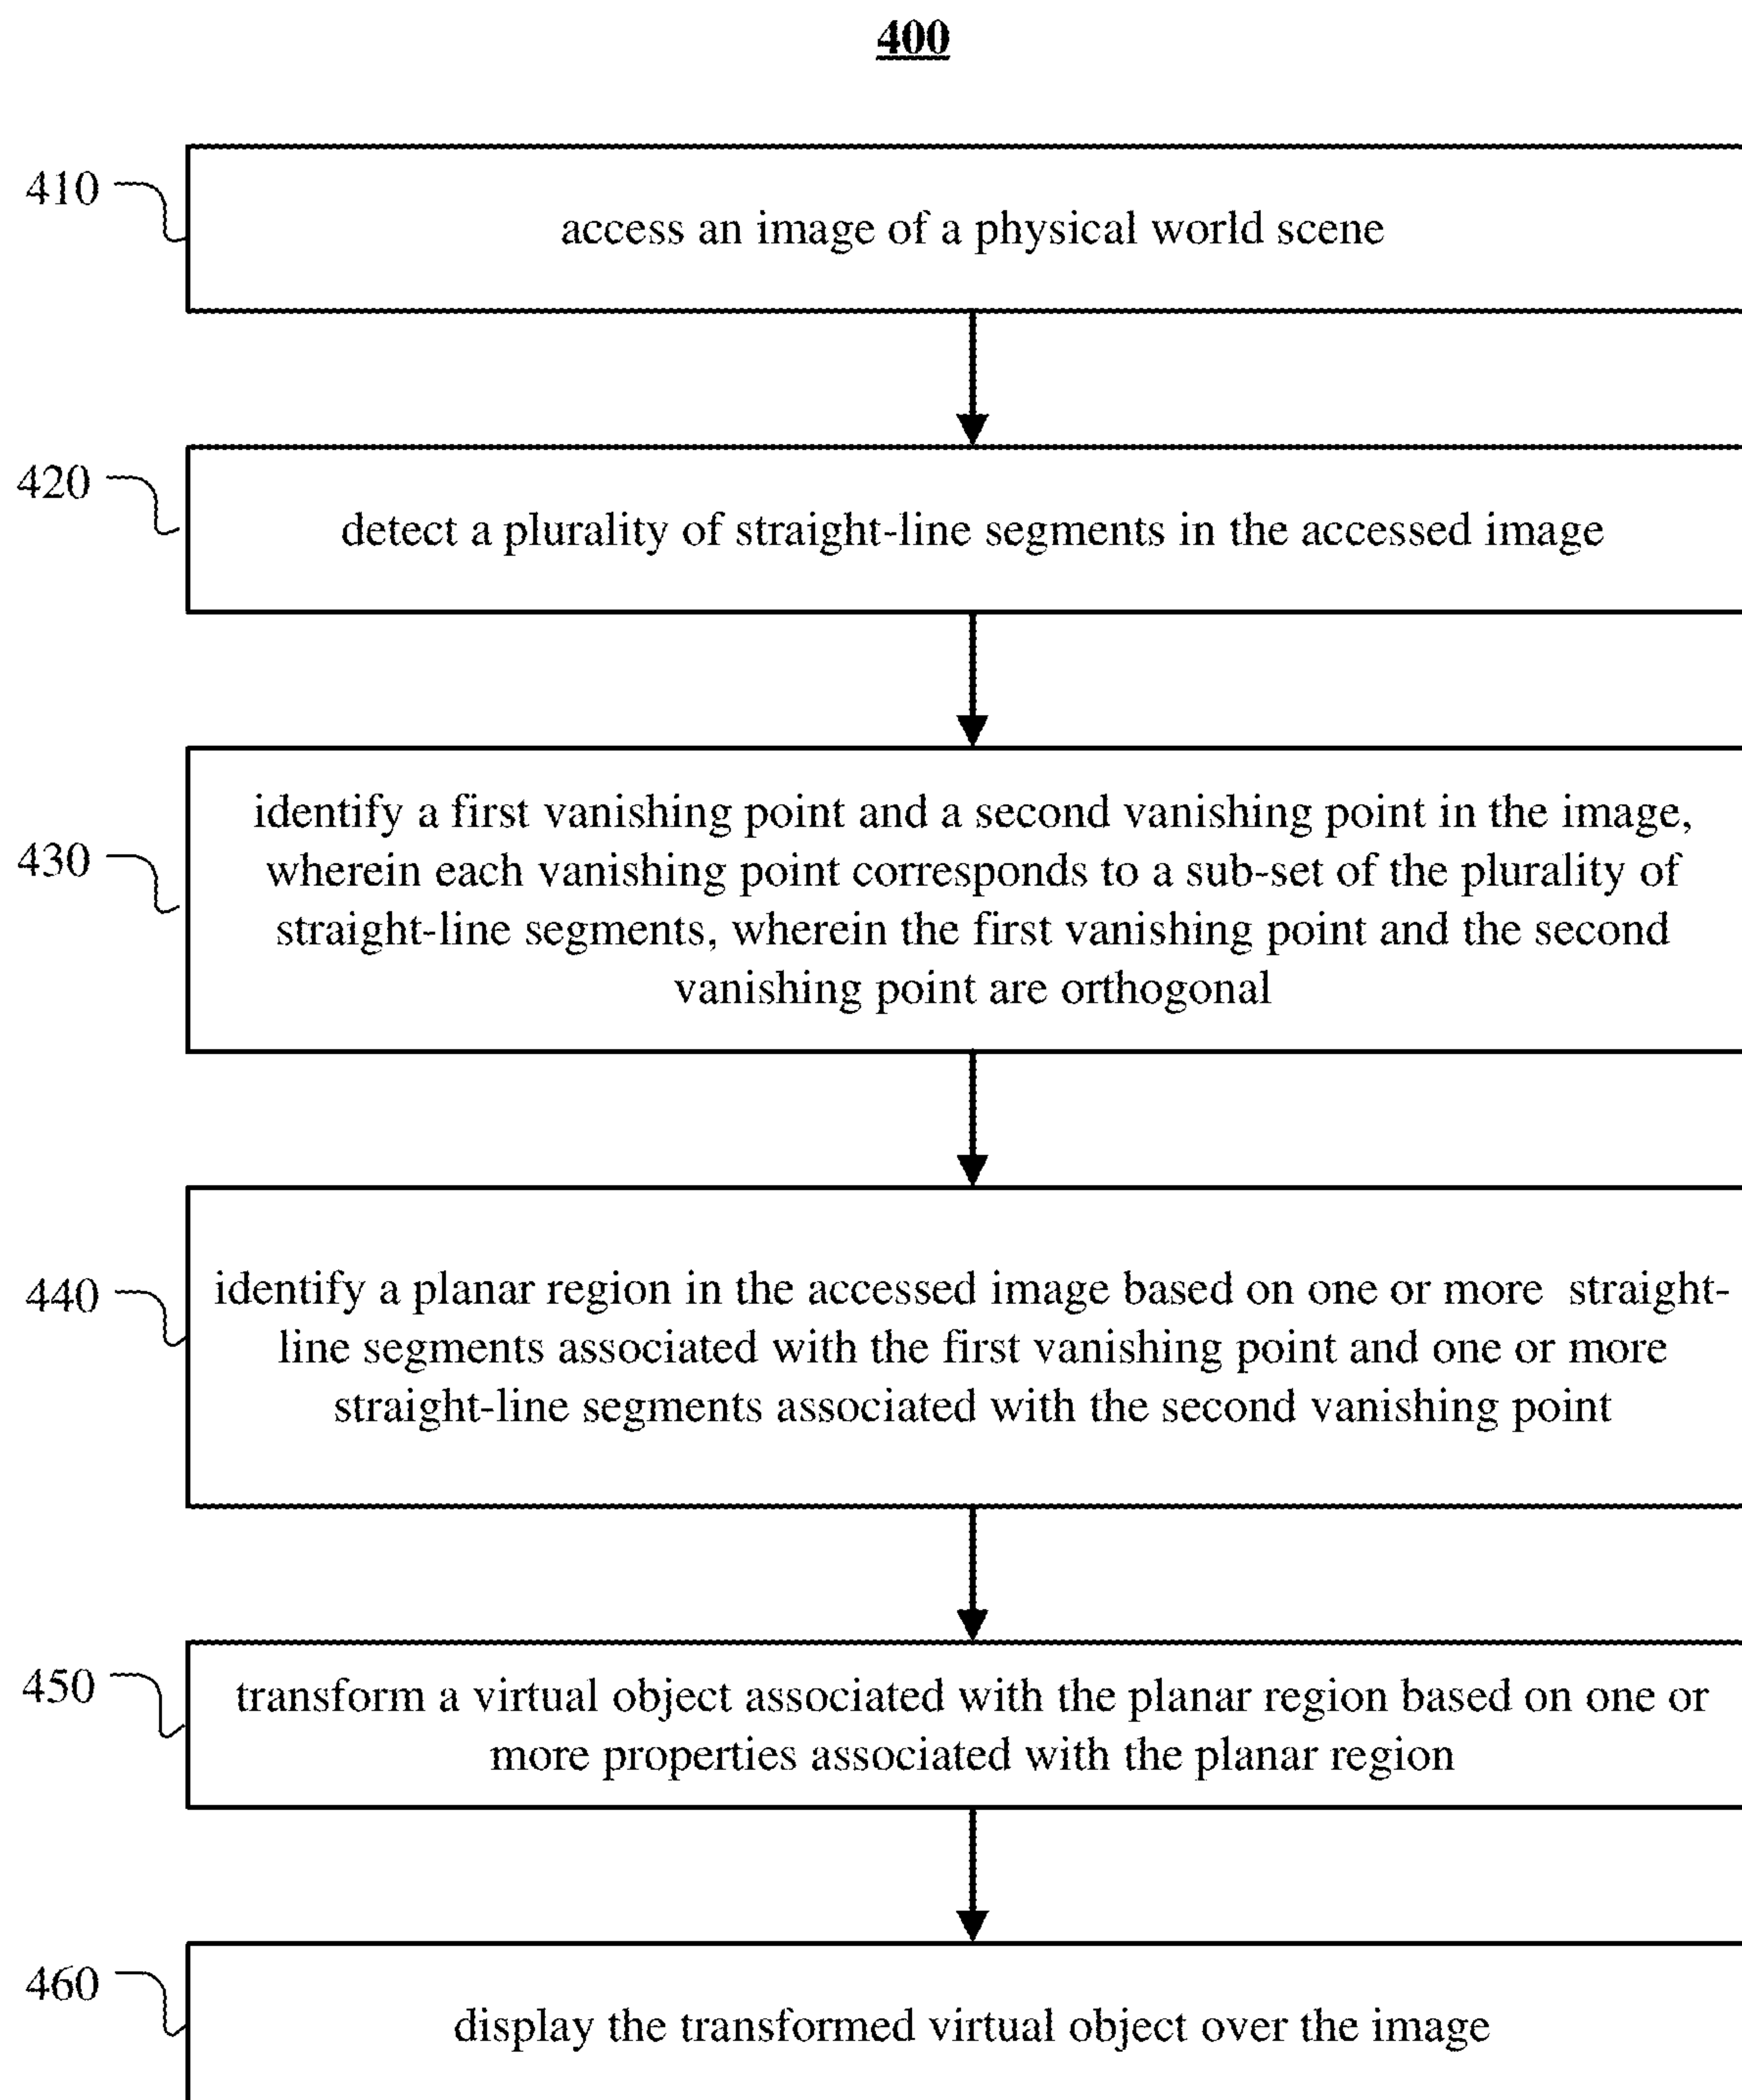 400
410
access an image of a physical world scene
420
detect a plurality of straight-line segments in the accessed image
430
identify a first vanishing point and a second vanishing point in the image,
wherein each vanishing point corresponds to a sub-set of the plurality of
straight-line segments, wherein the first vanishing point and the second
vanishing point are orthogonal
440
identify a planar region in the accessed image based on one or more straight-
line segments associated with the first vanishing point and one or more
straight-line segments associated with the second vanishing point
450
transform a virtual object associated with the planar region based on one or
more properties associated with the planar region
460
display the transformed virtual object over the image